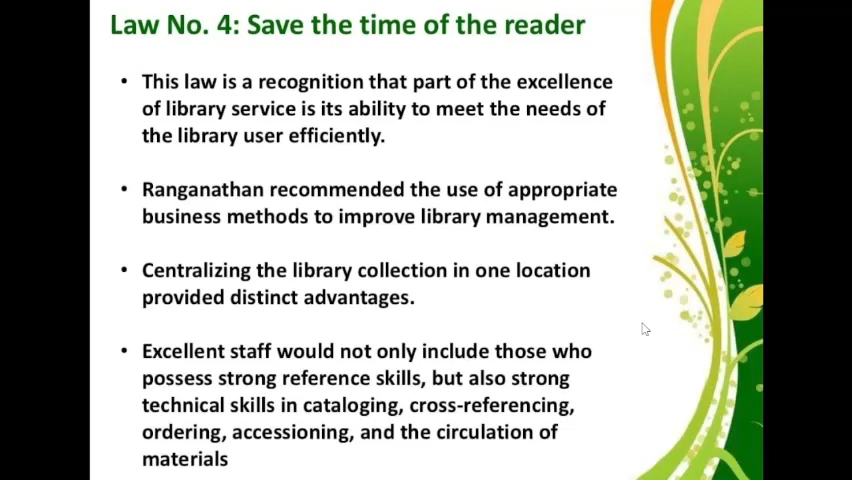 Law No. 4: Save the time of the reader
• This law is a recognition that part of the excellence
of library service is its ability to meet the needs of
the library user efficiently.
• Ranganathan recommended the use of appropriate
business methods to improve library management.
• Centralizing the library collection in one location
provided distinct advantages.
• Excellent staff would not only include those who
possess strong reference skills, but also strong
technical skills in cataloging, cross-referencing,
ordering, accessioning, and the circulation of
materials